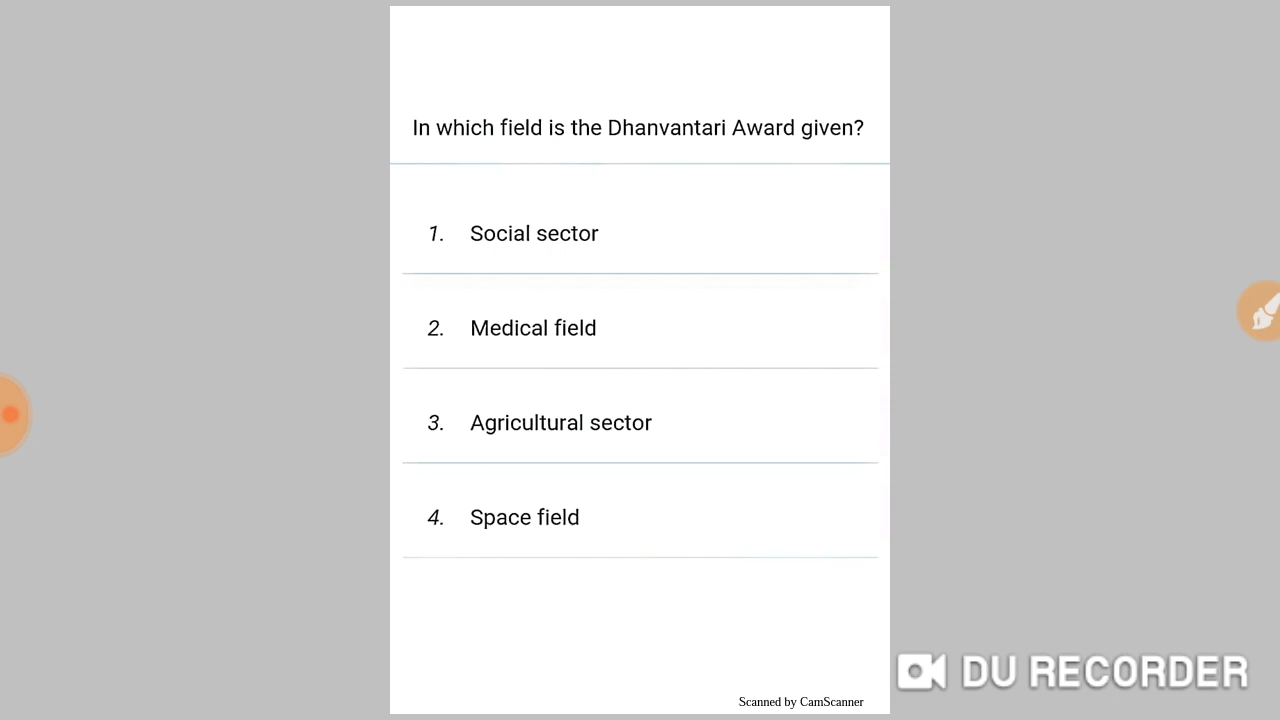 In which field is the Dhanvantari Award given?
1. Social sector
2. Medical field
3. Agricultural sector
4. Space field
DU RECORDER
Scanned by CamScanner